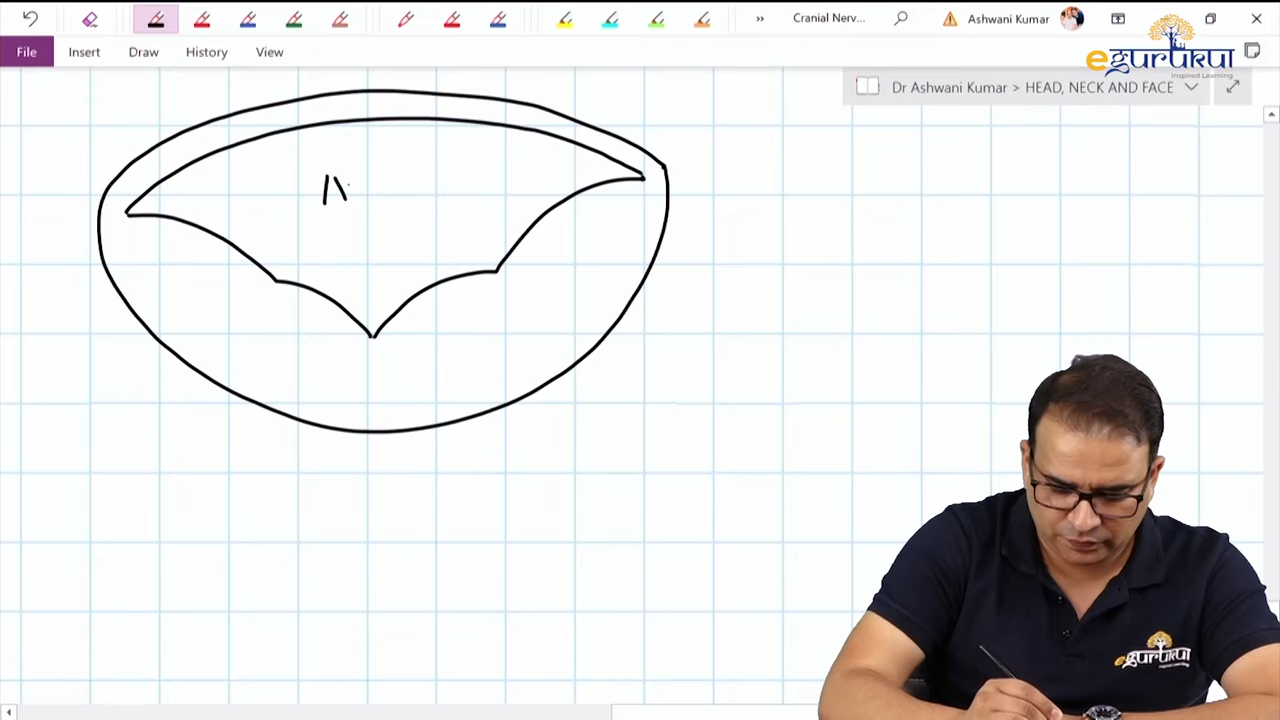 Cranial Nerv...
Ashwani Kumar
File
Insert
Draw
History
View
egurukul
Inspired Learning
Dr Ashwani Kumar > HEAD, NECK AND FACE
egurukul